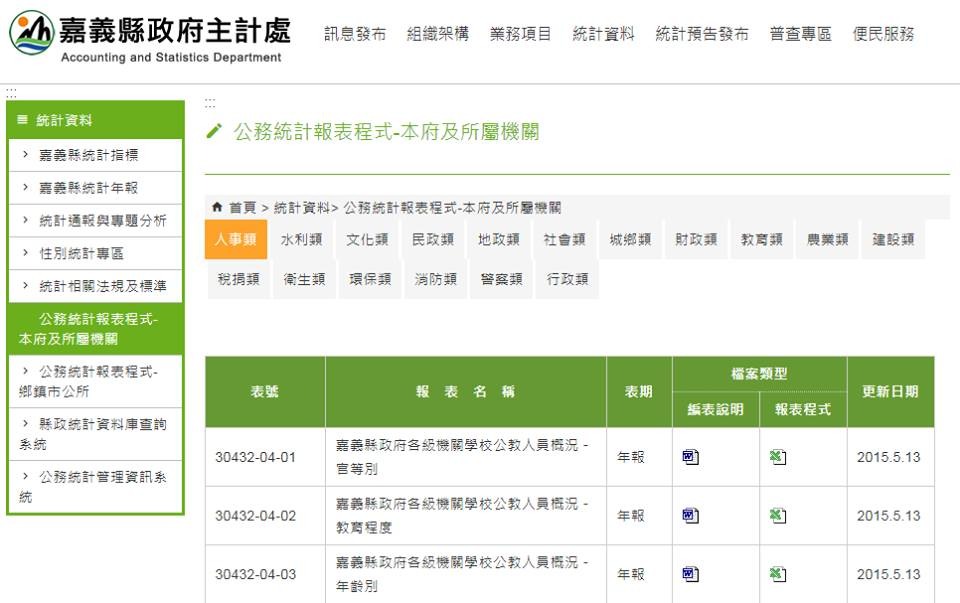 嘉義縣政府主計處
Accounting and Statistics Department
訊息發布 組織架構 業務項目 統計資料 統計預告發布 普查專區 便民服務
:::
統計資料
嘉義縣統計指標
嘉義縣統計年報
統計通報與專題分析
性別統計專區
統計相關法規及標準
公務統計報表程式-
本府及所屬機關
公務統計報表程式-
鄉鎮市公所
縣政統計資料庫查詢
系統
公務統計管理資訊系
統
:::
公務統計報表程式-本府及所屬機關
首頁 > 統計資料> 公務統計報表程式-本府及所屬機關
人事類 水利類 文化類 民政類 地政類 社會類 城鄉類 財政類 教育類 農業類 建設類
稅捐類 衛生類 環保類 消防類 警察類 行政類
表號 報 表 名 稱 表期 檔案類型 更新日期
編表說明 報表程式
30432-04-01 嘉義縣政府各級機關學校公教人員概況 - 年報 2015.5.13
官等別
30432-04-02 嘉義縣政府各級機關學校公教人員概況 - 年報 2015.5.13
教育程度
30432-04-03 嘉義縣政府各級機關學校公教人員概況 - 年報 2015.5.13
年齡別